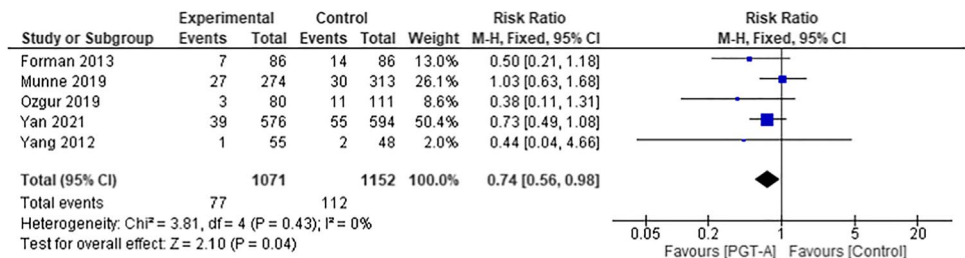 Experimental Control Risk Ratio Risk Ratio
Study or Subgroup Events Total Events Total Weight M-H, Fixed, 95% CI M-H, Fixed, 95% CI
Forman 2013 7 86 14 86 13.0% 0.50 [0.21, 1.18]
Munne 2019 27 274 30 313 26.1% 1.03 [0.63, 1.68]
Ozgur 2019 3 80 11 111 8.6% 0.38 [0.11, 1.31]
Yan 2021 39 576 55 594 50.4% 0.73 [0.49, 1.08]
Yang 2012 1 55 2 48 2.0% 0.44 [0.04, 4.66]
Total (95% CI) 1071 1152 100.0% 0.74 [0.56, 0.98]
Total events 77 112
Heterogeneity: Chi² = 3.81, df = 4 (P = 0.43); I² = 0%
Test for overall effect: Z = 2.10 (P = 0.04)
0.05 0.2 1 5 20
Favours [PGT-A] Favours [Control]